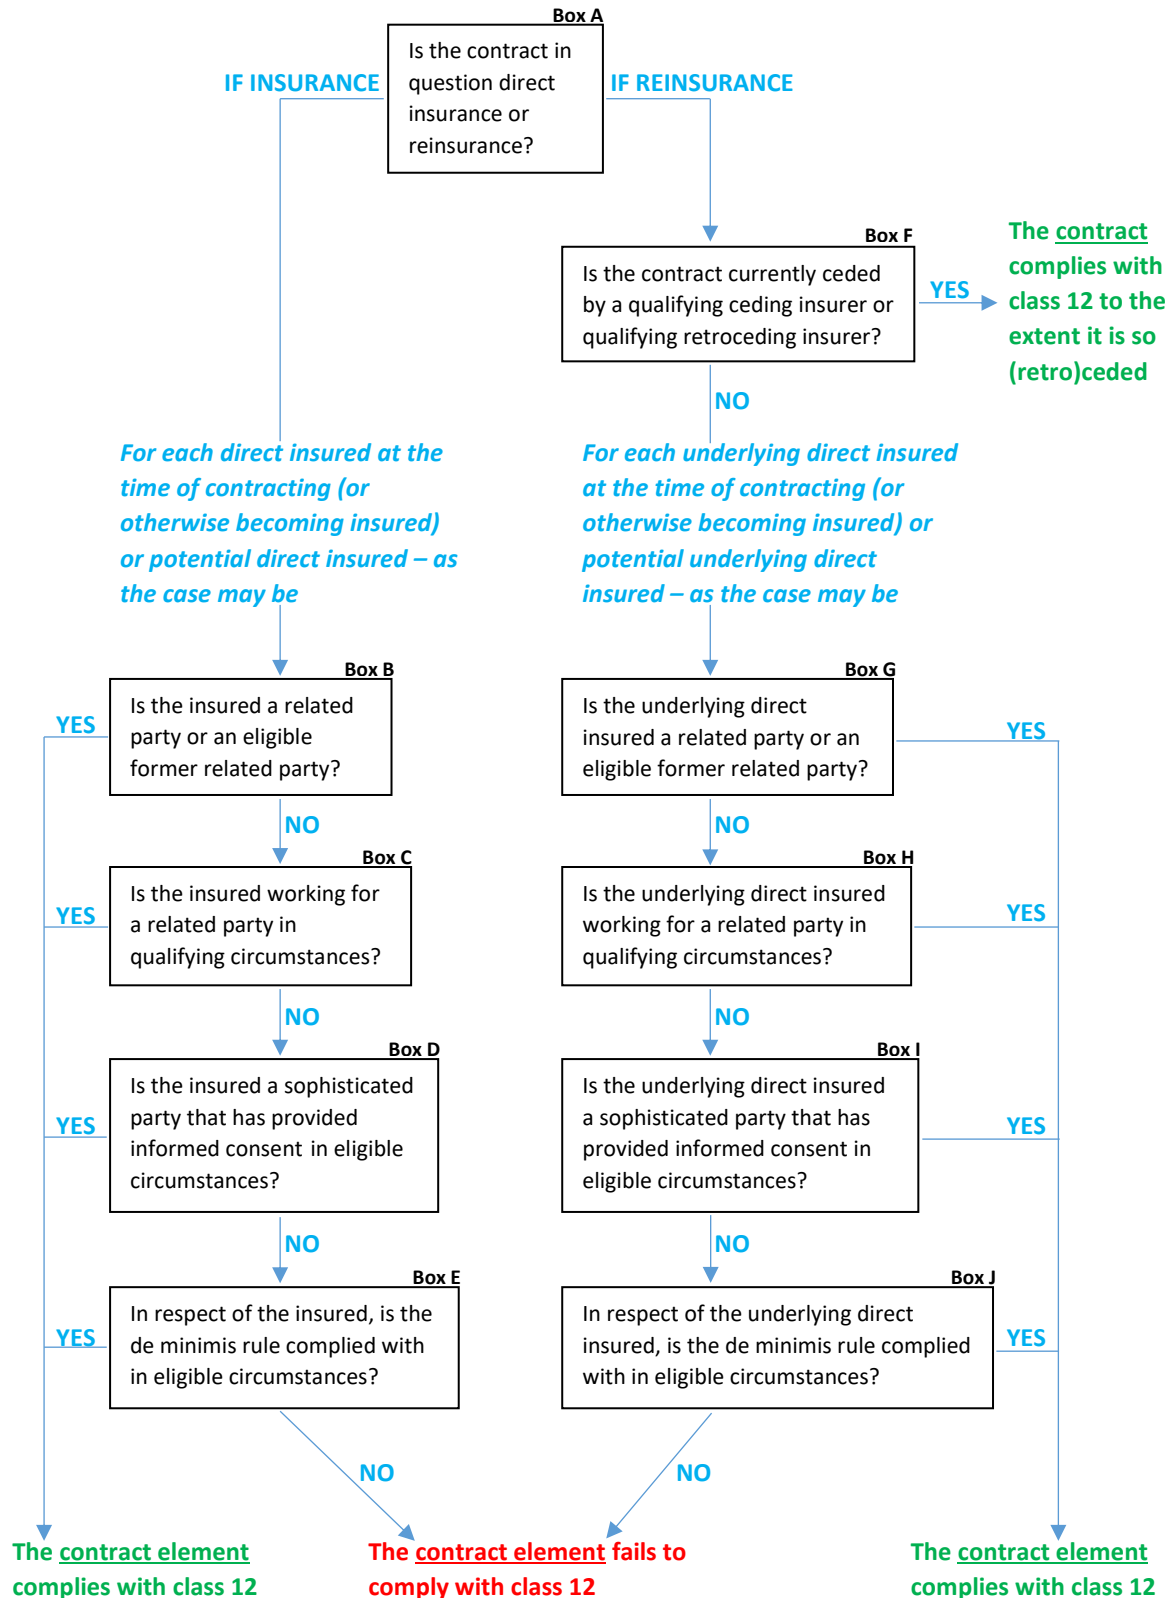 Box A
Is the contract in
question direct
insurance or
reinsurance?
IF INSURANCE
IF REINSURANCE
Box F
Is the contract currently ceded
by a qualifying ceding insurer or
qualifying retroceding insurer?
YES
The contract
complies with
class 12 to the
extent it is so
(retro)ceded
NO
For each direct insured at the
time of contracting (or
otherwise becoming insured)
or potential direct insured – as
the case may be
For each underlying direct insured
at the time of contracting (or
otherwise becoming insured) or
potential underlying direct
insured – as the case may be
Box B
Is the insured a related
party or an eligible
former related party?
YES
NO
Box G
Is the underlying direct
insured a related party or an
eligible former related party?
YES
NO
Box C
Is the insured working for
a related party in
qualifying circumstances?
YES
NO
Box H
Is the underlying direct insured
working for a related party in
qualifying circumstances?
YES
NO
Box D
Is the insured a sophisticated
party that has provided
informed consent in eligible
circumstances?
YES
NO
Box I
Is the underlying direct insured
a sophisticated party that has
provided informed consent in
eligible circumstances?
YES
NO
Box E
In respect of the insured, is the
de minimis rule complied with
in eligible circumstances?
YES
NO
Box J
In respect of the underlying direct
insured, is the de minimis rule complied
with in eligible circumstances?
YES
NO
The contract element
complies with class 12
The contract element fails to
comply with class 12
The contract element
complies with class 12